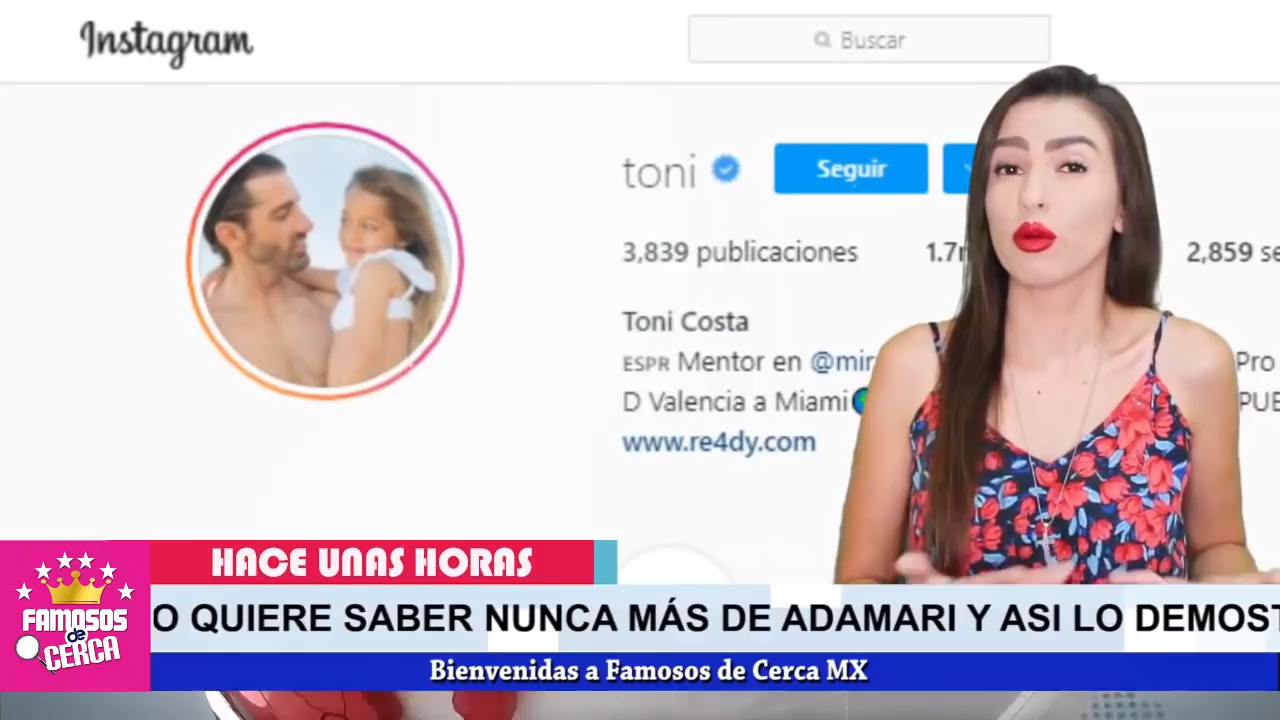 Instagram
Buscar
toni
Seguir
3,839 publicaciones
2,859
Toni Costa
ESPR Mentor en
D Valencia a Miami
www.re4dy.com
Pro
HACE UNAS HORAS
O QUIERE SABER NUNCA MÁS DE ADAMARI Y ASI LO DEMOST
FAMOSOS
de
CERCA
Bienvenidas a Famosos de Cerca MX